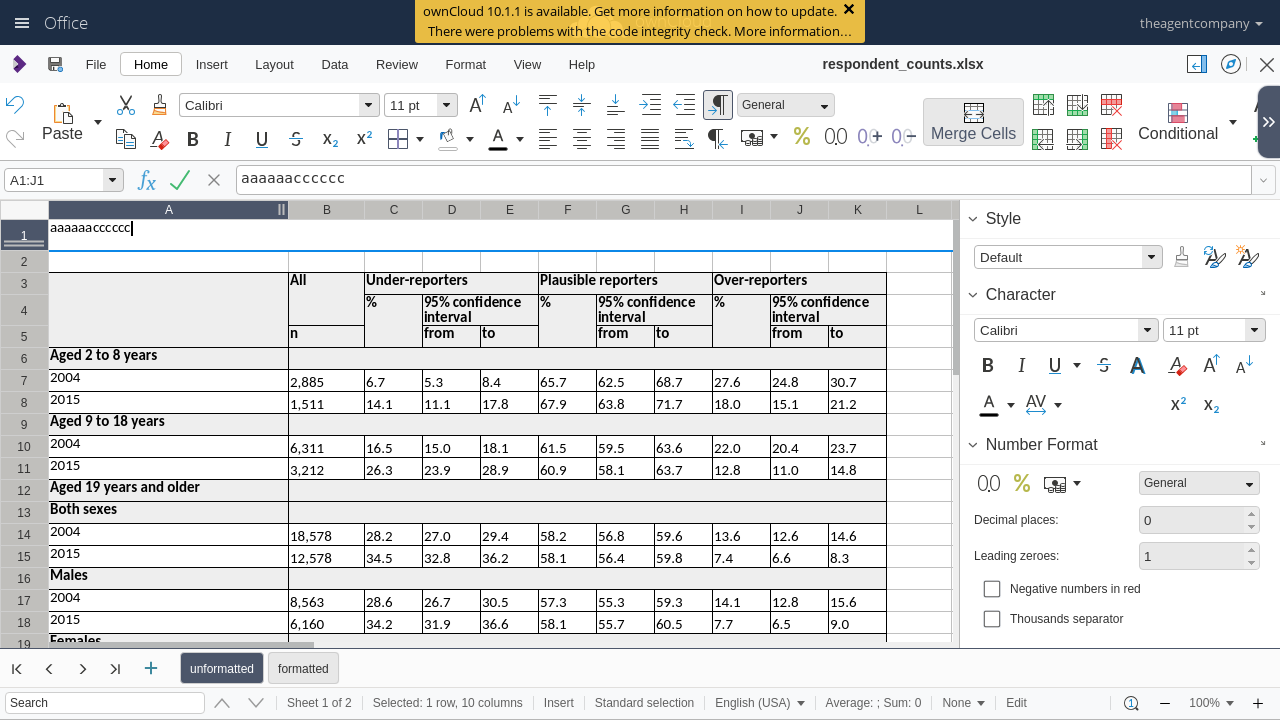 Office
ownCloud 10.1.1 is available. Get more information on how to update.
There were problems with the code integrity check. More information…
theagentcompany
File Home Insert Layout Data Review Format View Help
respondent_counts.xlsx
Paste
Calibri 11 pt General
Merge Cells
Conditional
A1:J1
aaaaaacccccc
A B C D E F G H I J K L
1 aaaaaacccccc
2
3 All Under-reporters Plausible reporters Over-reporters
4 % 95% confidence interval % 95% confidence interval % 95% confidence interval
5 n from to from to from to
6 Aged 2 to 8 years
7 2004 2,885 6.7 5.3 8.4 65.7 62.5 68.7 27.6 24.8 30.7
8 2015 1,511 14.1 11.1 17.8 67.9 63.8 71.7 18.0 15.1 21.2
9 Aged 9 to 18 years
10 2004 6,311 16.5 15.0 18.1 61.5 59.5 63.6 22.0 20.4 23.7
11 2015 3,212 26.3 23.9 28.9 60.9 58.1 63.7 12.8 11.0 14.8
12 Aged 19 years and older
13 Both sexes
14 2004 18,578 28.2 27.0 29.4 58.2 56.8 59.6 13.6 12.6 14.6
15 2015 12,578 34.5 32.8 36.2 58.1 56.4 59.8 7.4 6.6 8.3
16 Males
17 2004 8,563 28.6 26.7 30.5 57.3 55.3 59.3 14.1 12.8 15.6
18 2015 6,160 34.2 31.9 36.6 58.1 55.7 60.5 7.7 6.5 9.0
19 Females
Style
Default
Character
Calibri 11 pt
Number Format
General
Decimal places: 0
Leading zeroes: 1
Negative numbers in red
Thousands separator
unformatted formatted
Search
Sheet 1 of 2
Selected: 1 row, 10 columns
Insert
Standard selection
English (USA)
Average: ; Sum: 0
None
Edit
100%